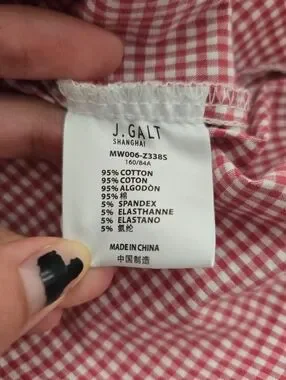 J.GALT
SHANGHAI
MW006-Z338S
160/84A
95% COTTON
95% COTON
95% ALGODÓN
95% 棉
5% SPANDEX
5% ELASTHANNE
5% ELASTANO
5% 氨纶
MADE IN CHINA
中国制造